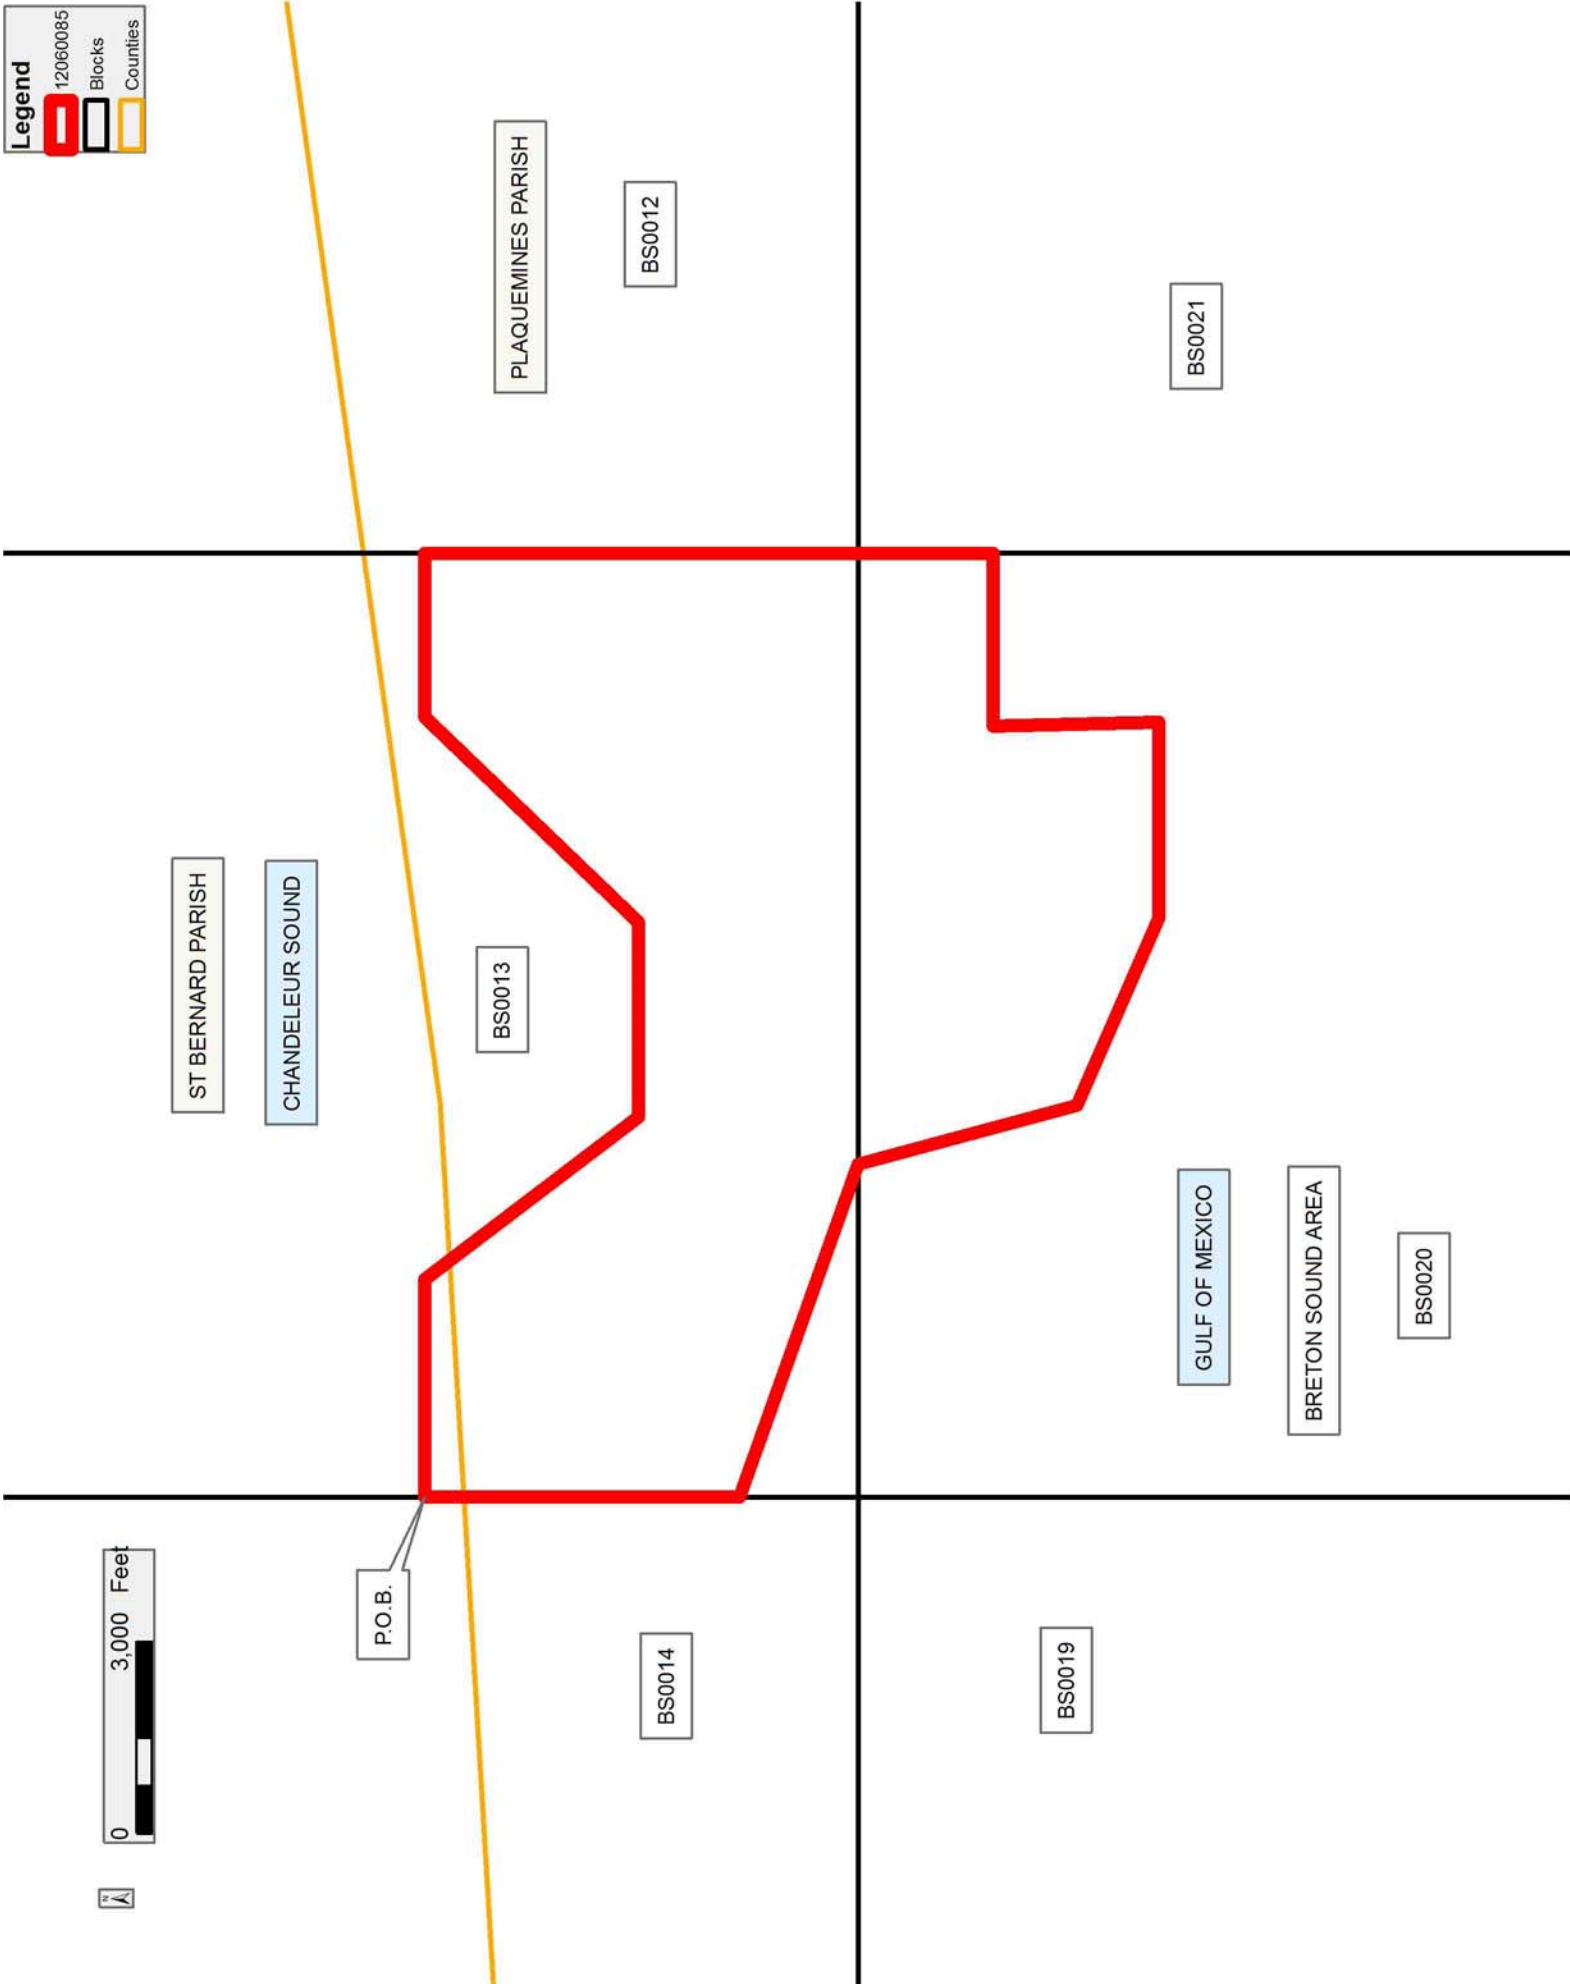 Legend
12060085
Blocks
Counties
0 3,000 Feet
N
ST BERNARD PARISH
CHANDELEUR SOUND
P.O.B.
PLAQUEMINES PARISH
BS0013
BS0012
BS0014
BS0019
GULF OF MEXICO
BS0021
BRETON SOUND AREA
BS0020